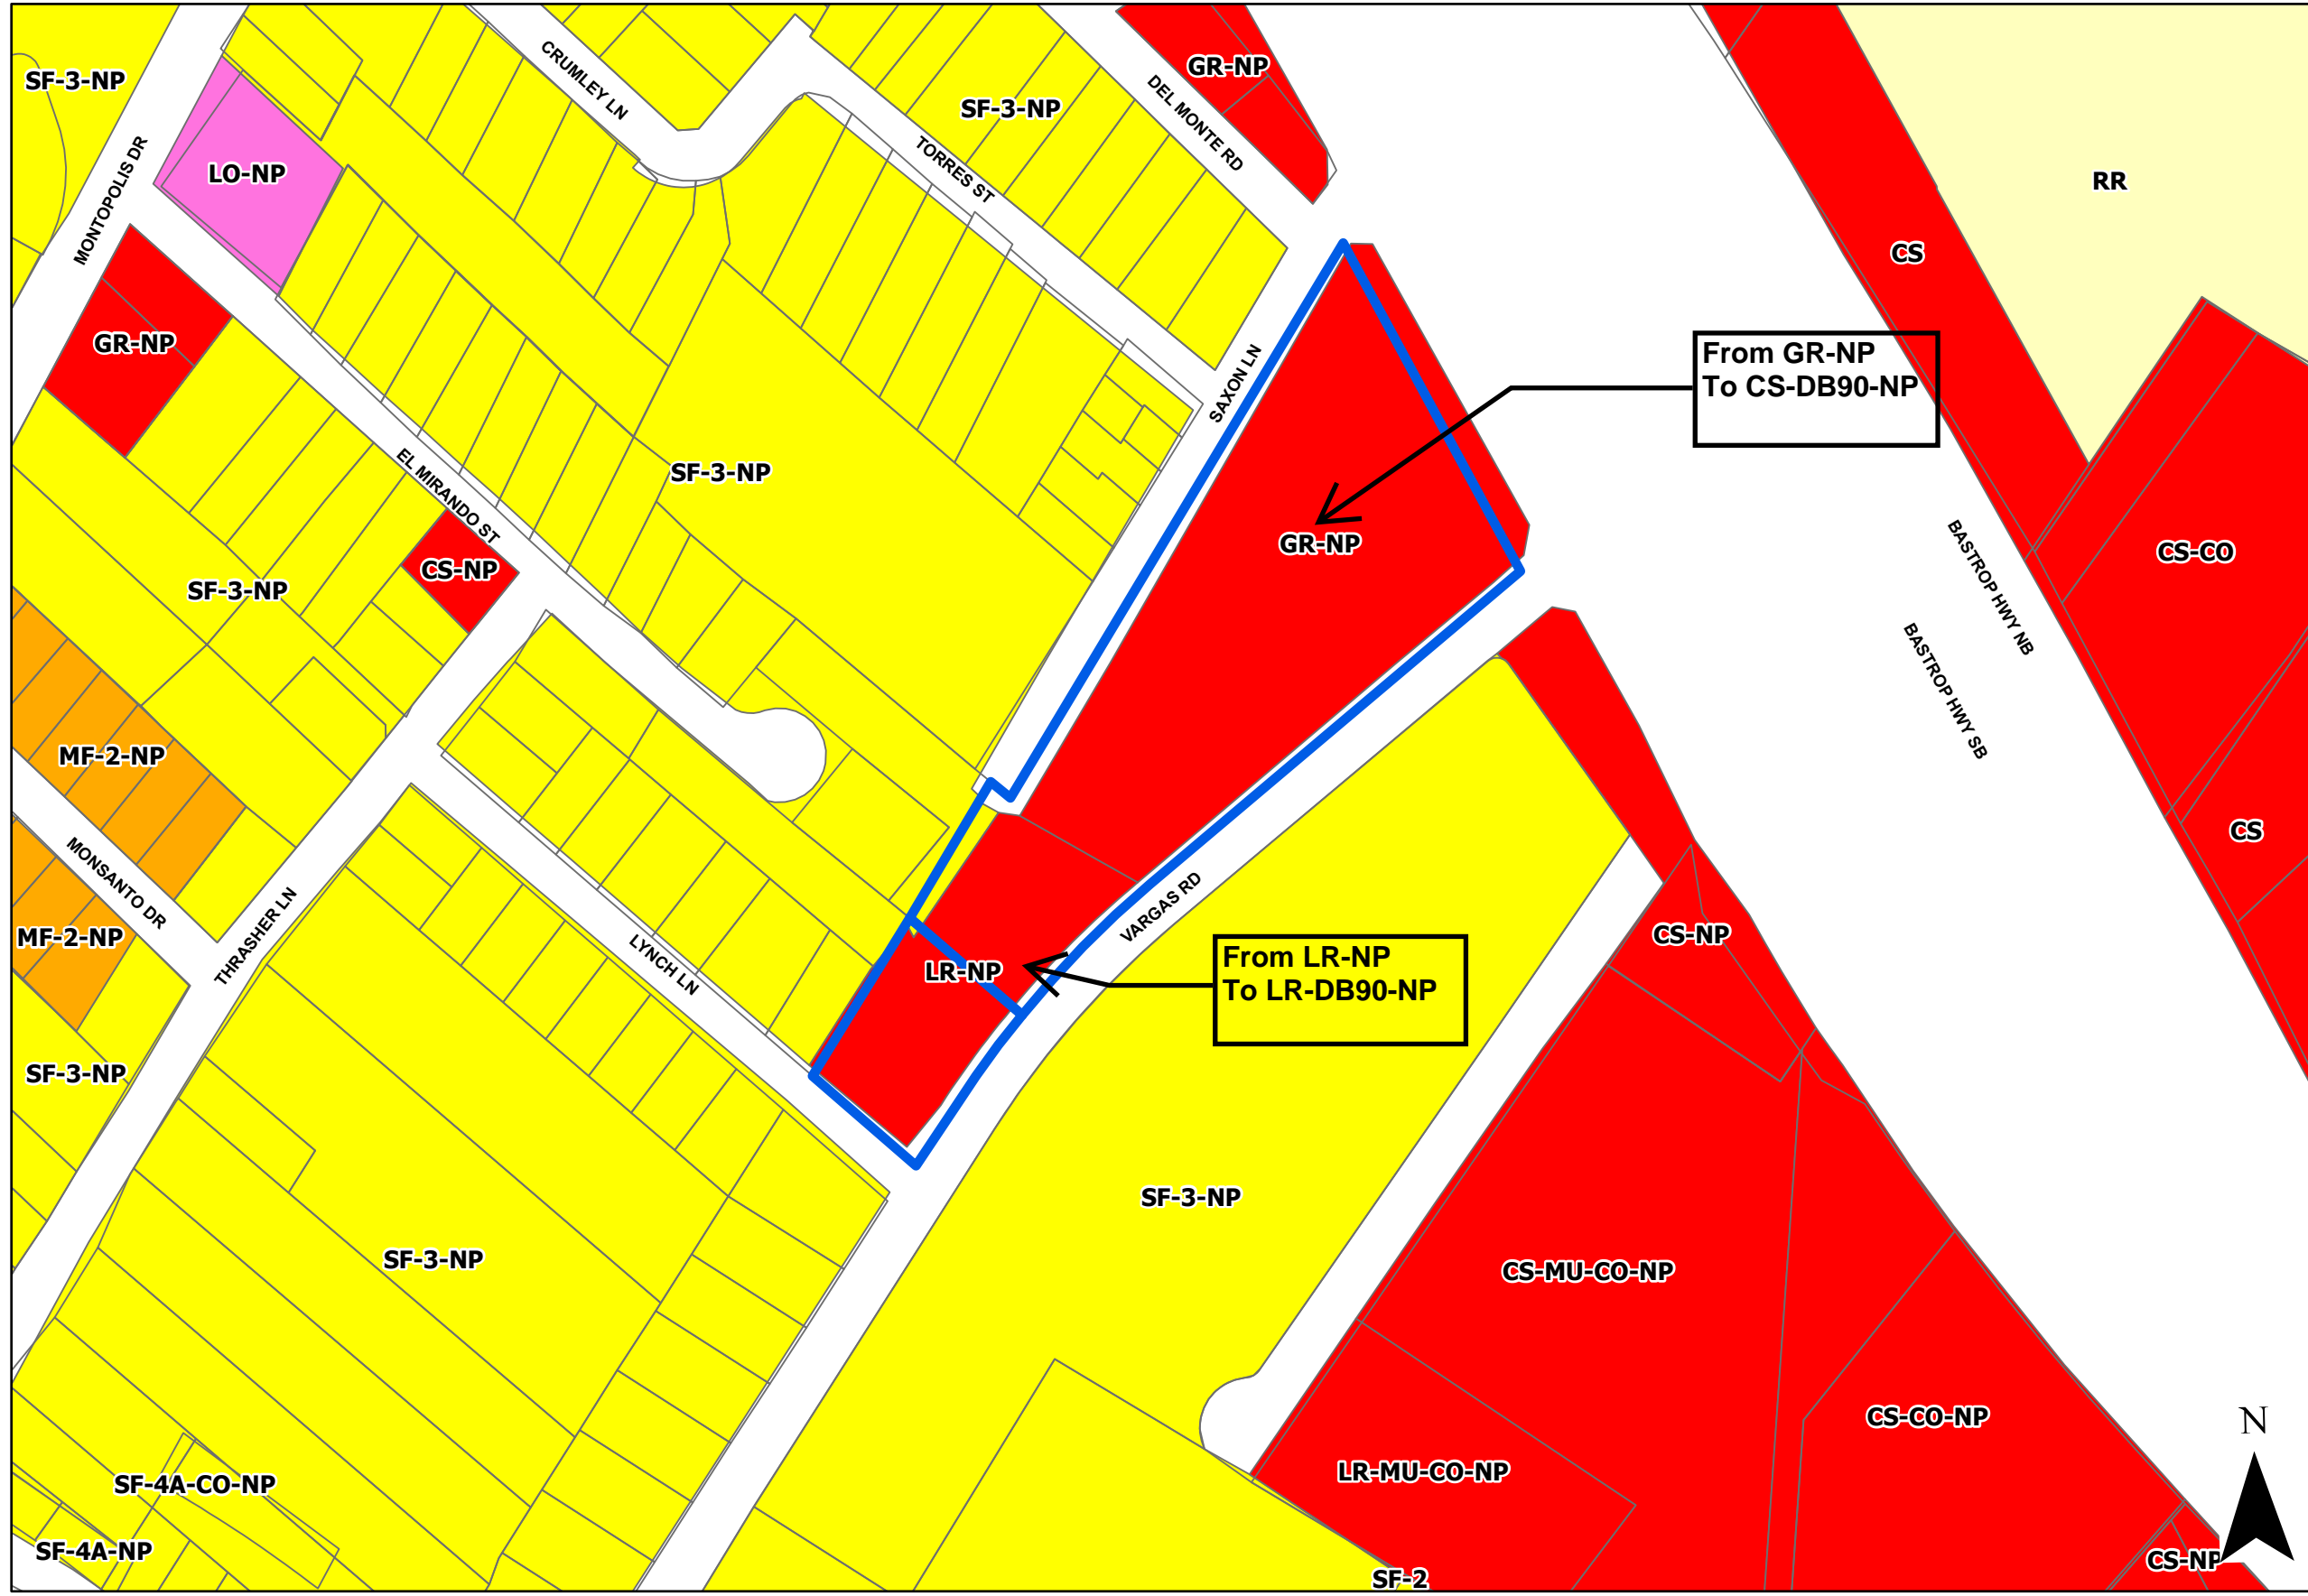 SF-3-NP
CRUMLEY LN
GR-NP
DEL MONTE RD
SF-3-NP
LO-NP
TORRES ST
RR
MONTOPOLIS DR
CS
GR-NP
From GR-NP
To CS-DB90-NP
SAXON LN
SF-3-NP
EL MIRANDO ST
GR-NP
CS-NP
CS-CO
SF-3-NP
BASTROP HWY NB
BASTROP HWY SB
MF-2-NP
CS
MONSANTO DR
MF-2-NP
THRASHER LN
LYNCH LN
VARGAS RD
CS-NP
LR-NP
From LR-NP
To LR-DB90-NP
SF-3-NP
SF-3-NP
SF-3-NP
CS-MU-CO-NP
CS-CO-NP
N
LR-MU-CO-NP
SF-4A-CO-NP
SF-4A-NP
CS-NP
SF-2